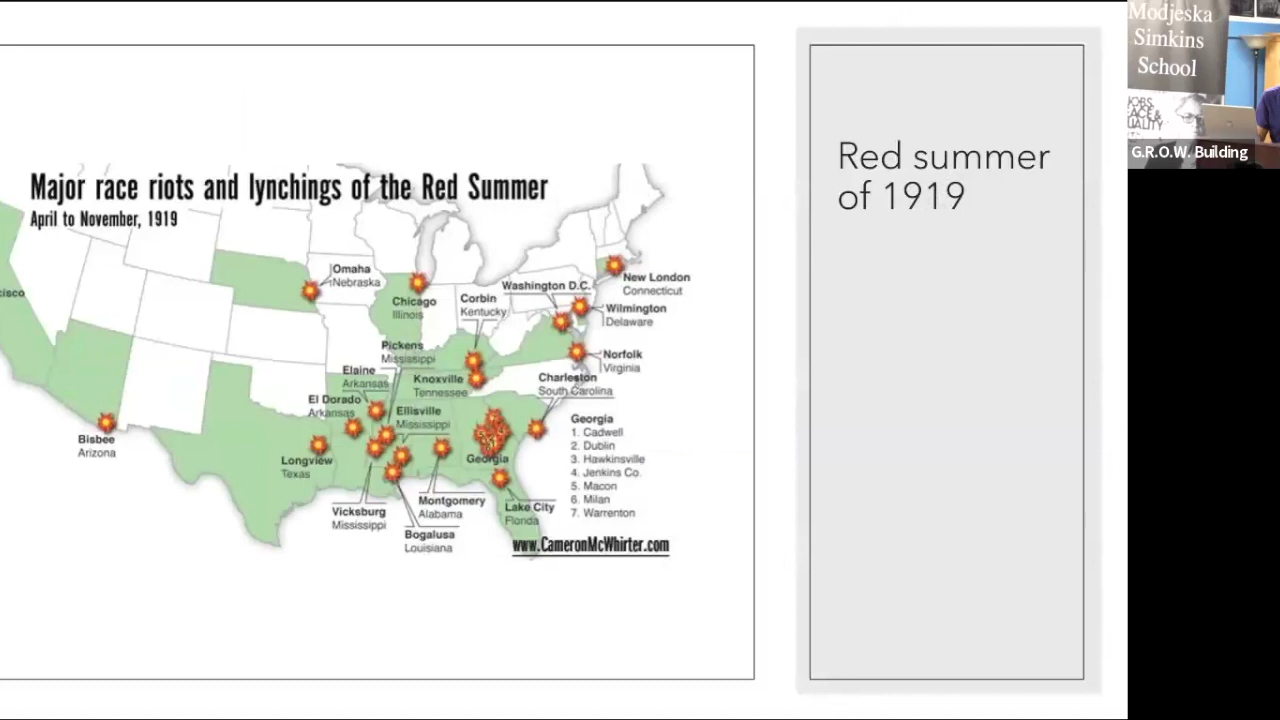 Major race riots and lynchings of the Red Summer
April to November, 1919
Omaha
Nebraska
Chicago
Illinois
Corbin
Kentucky
Washington D.C.
New London
Connecticut
Wilmington
Delaware
Pickens
Mississippi
Norfolk
Virginia
Elaine
Arkansas
Knoxville
Tennessee
Charleston
South Carolina
El Dorado
Arkansas
Ellisville
Mississippi
Georgia
Georgia
1. Cadwell
2. Dublin
3. Hawkinsville
4. Jenkins Co.
5. Macon
6. Milan
7. Warrenton
Bisbee
Arizona
Longview
Texas
Vicksburg
Mississippi
Montgomery
Alabama
Lake City
Florida
Bogalusa
Louisiana
www.CameronMcWhirter.com
isco
Red summer
of 1919
Modjeska
Simkins
School
G.R.O.W. Building